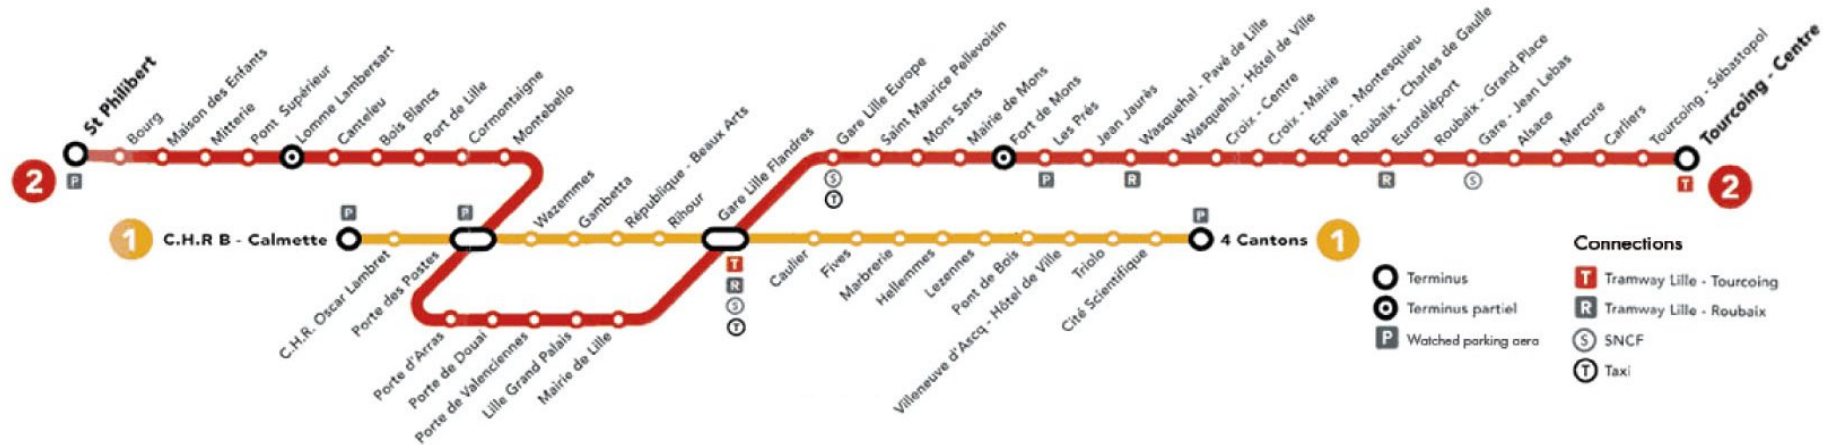 St Philibert
Bourg
Maison des Enfants
Mitterie
Pont Supérieur
Lomme Lambersart
Canteleu
Bois Blancs
Port de Lille
Cormontaigne
Montebello
Gare Lille Europe
Saint Maurice Pellevoisin
Mons Sarts
Mairie de Mons
Fort de Mons
Les Prés
Jean Jaurès
Wasquehal - Pavé de Lille
Wasquehal - Hôtel de Ville
Croix - Centre
Croix - Mairie
Epeule - Montesquieu
Roubaix - Charles de Gaulle
Eurotéléport
Roubaix - Grand Place
Gare - Jean Lebas
Alsace
Mercure
Carliers
Tourcoing - Sébastopol
Tourcoing - Centre
2
P
S
T
P
R
R
S
T
2
1
C.H.R B - Calmette
P
P
Wazemmes
Gambetta
République - Beaux Arts
Rihour
Gare Lille Flandres
P
4 Cantons
1
C.H.R. Oscar Lambret
Porte des Postes
T
R
S
T
Caulier
Fives
Marbrerie
Hellemmes
Lezennes
Pont de Bois
Villeneuve d'Ascq - Hôtel de Ville
Triolo
Cité Scientifique
Porte d'Arras
Porte de Douai
Porte de Valenciennes
Lille Grand Palais
Mairie de Lille
Terminus
Terminus partiel
P Watched parking aera
Connections
T Tramway Lille - Tourcoing
R Tramway Lille - Roubaix
S SNCF
T Taxi